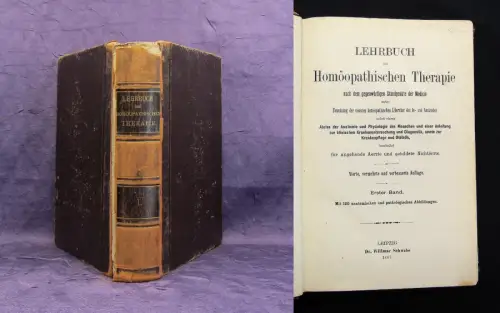 LEHRBUCH
DER
HOMÖOPATHISCHEN
THERAPIE
I
LEHRBUCH
der
Homöopathischen Therapie
nach dem gegenwärtigen Standpunkte der Medizin
Benutzung der neueren homöopathischen Literatur des In- und Auslandes
Abriss der Anatomie und Physiologie des Menschen und einer Anleitung
zur klinischen Krankenuntersuchung und Diagnostik, sowie zur
Krankenpflege und Diätetik,
bearbeitet
für angehende Aerzte und gebildete Nichtärzte.
Vierte, vermehrte und verbesserte Auflage.
Erster Band.
Mit 120 anatomischen und pathologischen Abbildungen.
LEIPZIG
Dr. Willmar Schwabe